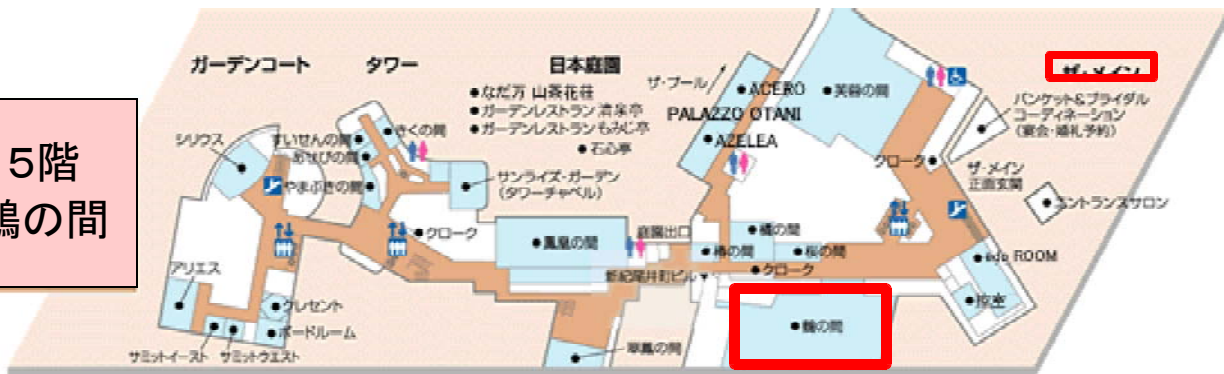 5階
鶴の間
ガーデンコート
タワー
日本庭園
●なだ万 山茶花荘
●ガーデンレストラン 清泉亭
●ガーデンレストラン もみじ亭
●石心亭
ザ・プール
ACERO
PALAZZO OTANI
AZELEA
芙蓉の間
ザ・メイン
バンケット&ブライダル
コーディネーション
(宴会・婚礼予約)
シリウス
すいせんの間
あせびの間
やまぶきの間
きくの間
サンライズ・ガーデン
(タワーチャペル)
クローク
ザ・メイン
正面玄関
エントランスサロン
クローク
鳳凰の間
庭園出口
橘の間
椿の間
桜の間
新紀尾井町ビル▼
クローク
edo ROOM
控室
アリエス
クレセント
ボードルーム
サミットイースト
サミットウエスト
翠鳳の間
鶴の間